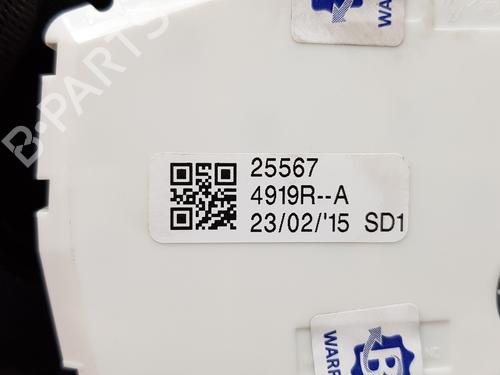 B-PARTS
WAR
25567
4919R--A
23/02/'15 SD1
B
WARR